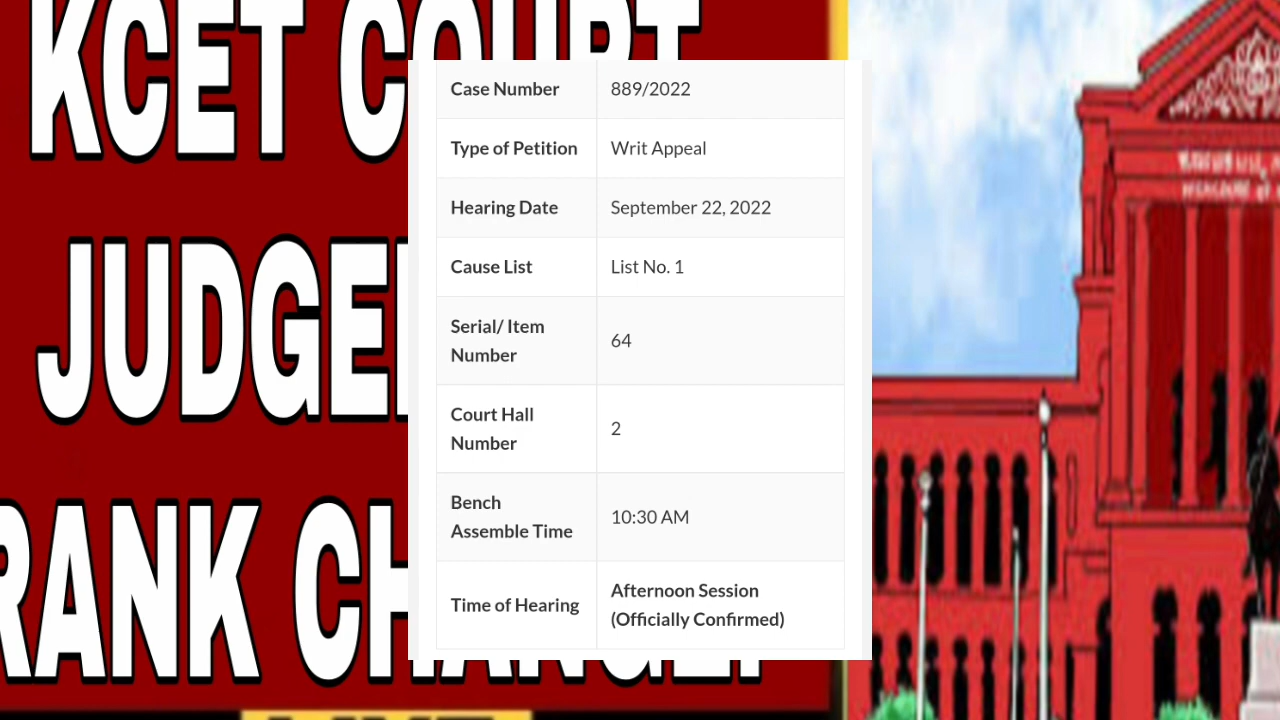 KCET COURT
JUDGE
RANK CHANGE!
Case Number 889/2022
Type of Petition Writ Appeal
Hearing Date September 22, 2022
Cause List List No. 1
Serial/ Item
Number
64
Court Hall
Number
2
Bench
Assemble Time
10:30 AM
Time of Hearing
Afternoon Session
(Officially Confirmed)